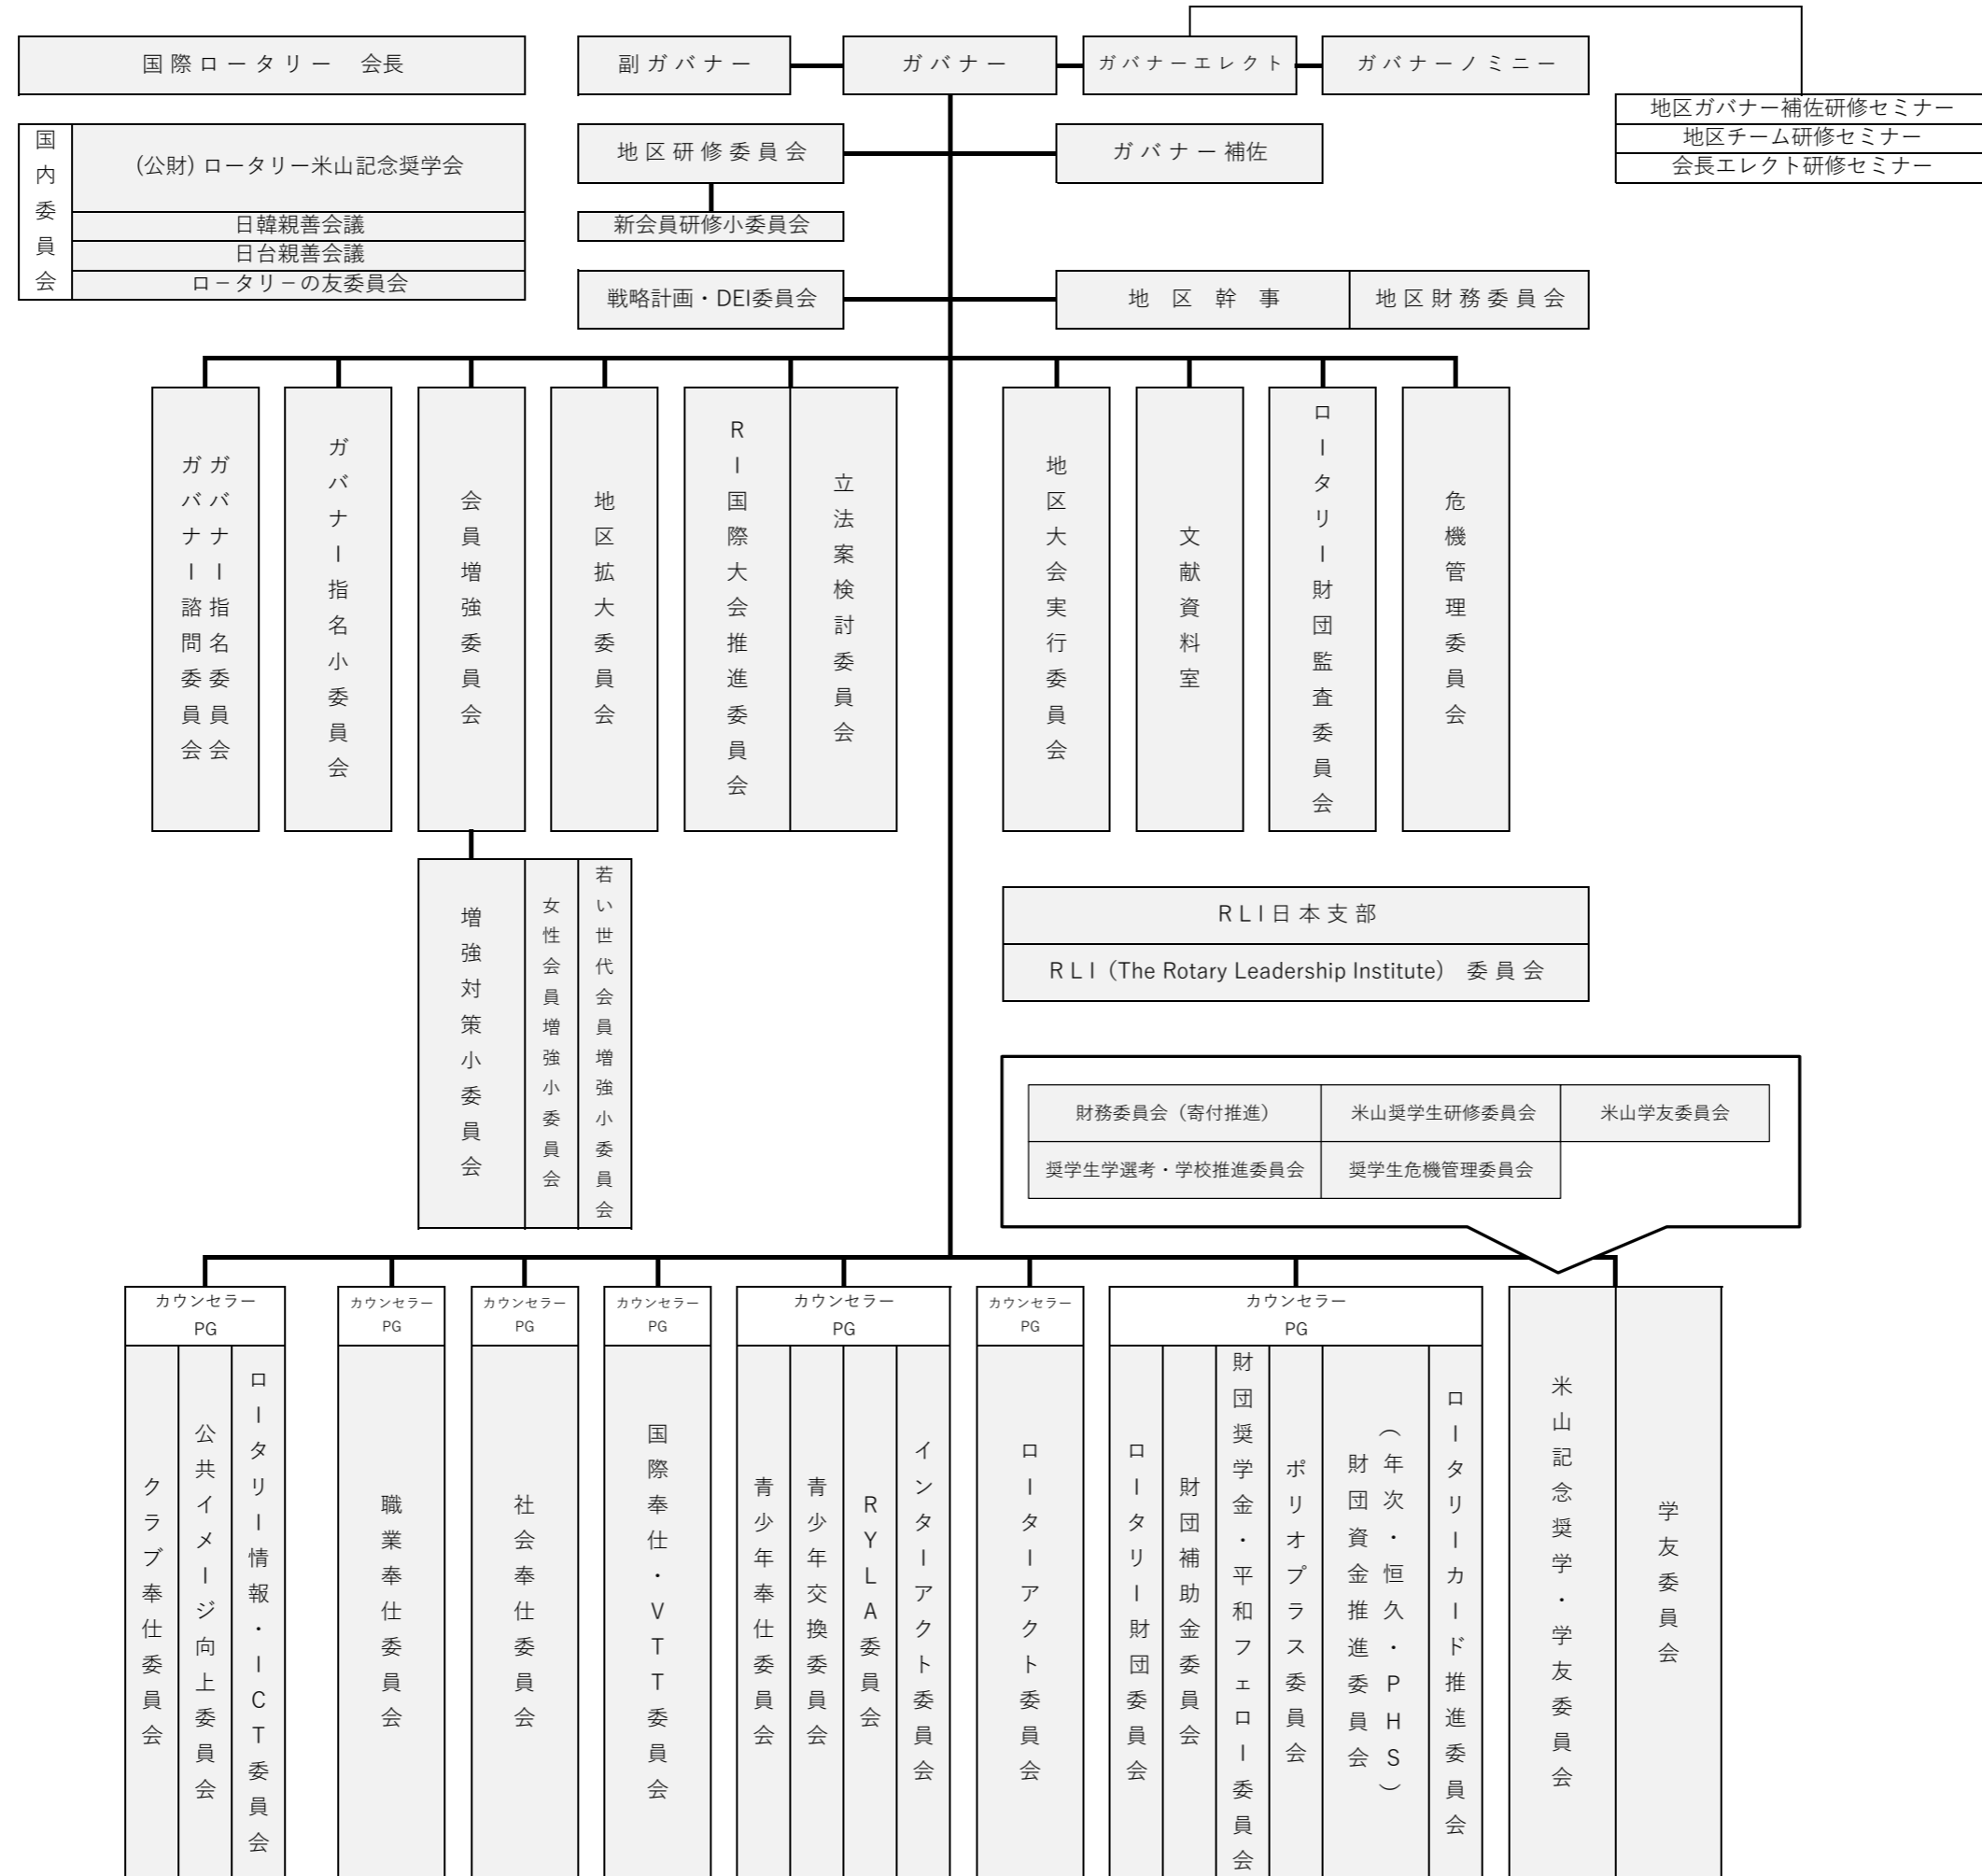 国際ロータリー 会長
副ガバナー
ガバナー
ガバナーエレクト
ガバナーノミニー
地区ガバナー補佐研修セミナー
地区チーム研修セミナー
会長エレクト研修セミナー
国内委員会
(公財) ロータリー米山記念奨学会
日韓親善会議
日台親善会議
ロータリーの友委員会
地区研修委員会
ガバナー補佐
新会員研修小委員会
戦略計画・DEI委員会
地区幹事
地区財務委員会
ガバナー指名委員会
ガバナー諮問委員会
ガバナー指名小委員会
会員増強委員会
地区拡大委員会
RI国際大会推進委員会
立法案検討委員会
地区大会実行委員会
文献資料室
ロータリー財団監査委員会
危機管理委員会
増強対策小委員会
女性会員増強小委員会
若い世代会員増強小委員会
RLI日本支部
RLI(The Rotary Leadership Institute) 委員会
財務委員会(寄付推進)
米山奨学生研修委員会
米山学友委員会
奨学生学選考・学校推進委員会
奨学生危機管理委員会
カウンセラー
PG
クラブ奉仕委員会
公共イメージ向上委員会
ロータリー情報・ICT委員会
カウンセラー
PG
職業奉仕委員会
カウンセラー
PG
社会奉仕委員会
カウンセラー
PG
国際奉仕・VTT委員会
カウンセラー
PG
青少年奉仕委員会
青少年交換委員会
RYLA委員会
インターアクト委員会
カウンセラー
PG
ローターアクト委員会
カウンセラー
PG
ロータリー財団委員会
財団補助金委員会
財団奨学金・平和フェロー委員会
ポリオプラス委員会
(年次・恒久・PHS)
財団資金推進委員会
ロータリーカード推進委員会
米山記念奨学・学友委員会
学友委員会